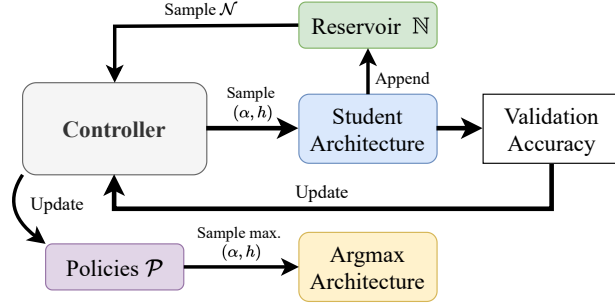 Sample 𝒩
Reservoir ℕ
Append
Controller
Sample
(α, h)
Student
Architecture
Validation
Accuracy
Update
Update
Policies 𝒫
Sample max.
(α, h)
Argmax
Architecture